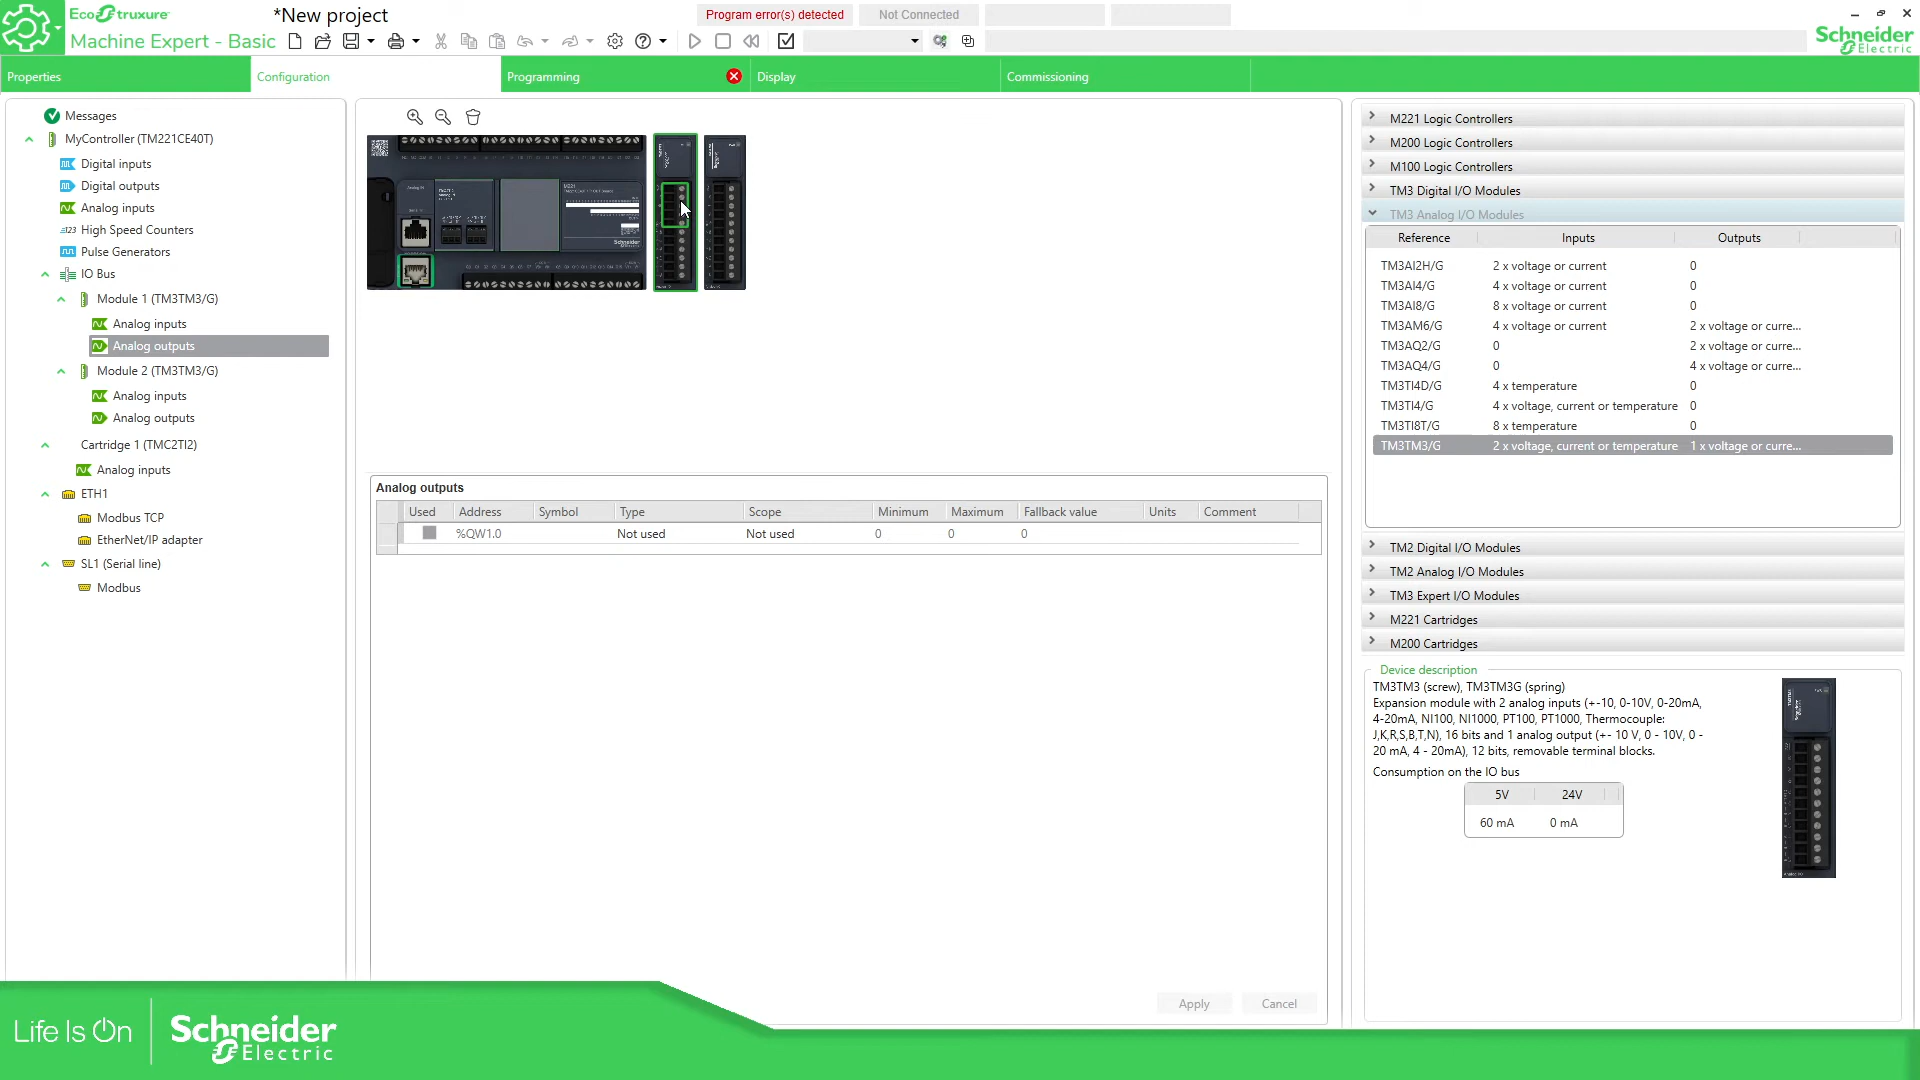 EcoStruxure
*New project
Program error(s) detected
Not Connected
Machine Expert - Basic
Schneider Electric
Properties
Configuration
Programming
Display
Commissioning
Messages
MyController (TM221CE40T)
Digital inputs
Digital outputs
Analog inputs
High Speed Counters
Pulse Generators
IO Bus
Module 1 (TM3TM3/G)
Analog inputs
Analog outputs
Module 2 (TM3TM3/G)
Analog inputs
Analog outputs
Cartridge 1 (TMC2TI2)
Analog inputs
ETH1
Modbus TCP
EtherNet/IP adapter
SL1 (Serial line)
Modbus
Analog outputs
Used Address Symbol Type Scope Minimum Maximum Fallback value Units Comment
%QW1.0 Not used Not used 0 0 0
Apply Cancel
M221 Logic Controllers
M200 Logic Controllers
M100 Logic Controllers
TM3 Digital I/O Modules
TM3 Analog I/O Modules
Reference Inputs Outputs
TM3AI2H/G 2 x voltage or current 0
TM3AI4/G 4 x voltage or current 0
TM3AI8/G 8 x voltage or current 0
TM3AM6/G 4 x voltage or current 2 x voltage or curre...
TM3AQ2/G 0 2 x voltage or curre...
TM3AQ4/G 0 4 x voltage or curre...
TM3TI4D/G 4 x temperature 0
TM3TI4/G 4 x voltage, current or temperature 0
TM3TI8T/G 8 x temperature 0
TM3TM3/G 2 x voltage, current or temperature 1 x voltage or curre...
TM2 Digital I/O Modules
TM2 Analog I/O Modules
TM3 Expert I/O Modules
M221 Cartridges
M200 Cartridges
Device description
TM3TM3 (screw), TM3TM3G (spring)
Expansion module with 2 analog inputs (+-10, 0-10V, 0-20mA,
4-20mA, NI100, NI1000, PT100, PT1000, Thermocouple:
J,K,R,S,B,T,N), 16 bits and 1 analog output (+- 10 V, 0 - 10V, 0 -
20 mA, 4 - 20mA), 12 bits, removable terminal blocks.
Consumption on the IO bus
5V 24V
60 mA 0 mA
Life Is On
Schneider Electric